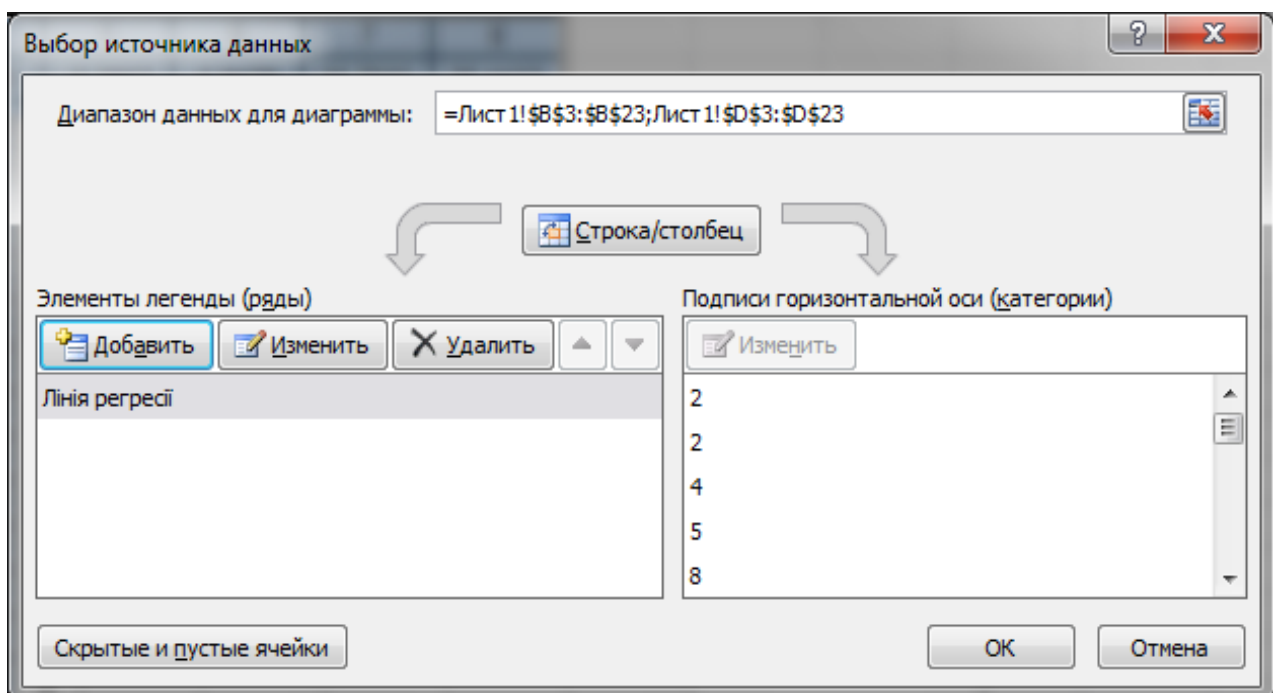 Выбор источника данных
Диапазон данных для диаграммы: =Лист1!$B$3:$B$23;Лист1!$D$3:$D$23
Строка/столбец
Элементы легенды (ряды)
Добавить Изменить Удалить
Лінія регресії
Подписи горизонтальной оси (категории)
Изменить
2
2
4
5
8
Скрытые и пустые ячейки
ОК Отмена